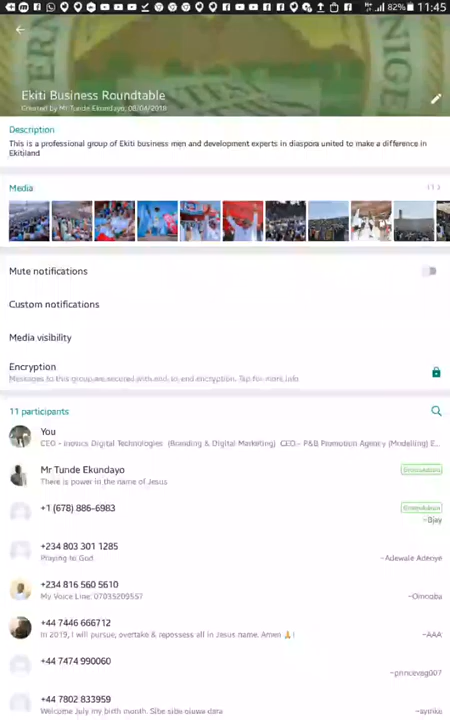 82% 11:45
Ekiti Business Roundtable
Created by Mr Tunde Ekundayo, 08/04/2018
Description
This is a professional group of Ekiti business men and development experts in diaspora united to make a difference in
Ekitiland
Media
Mute notifications
Custom notifications
Media visibility
Encryption
Messages to this group are secured with end-to-end encryption. Tap for more info
11 participants
You
CEO - Inonics Digital Technologies (Branding & Digital Marketing) CEO.- P&B Promotion Agency (Modelling) E...
Mr Tunde Ekundayo
There is power in the name of Jesus
+1 (678) 886-6983
~Bjay
+234 803 301 1285
Praying to God
~Adewale Adeoye
+234 816 560 5610
My Voice Line: 07035209557
~Omooba
+44 7446 666712
In 2019, I will pursue, overtake & repossess all in Jesus name. Amen 🙏!
~AAA
+44 7474 990060
~princevag007
+44 7802 833959
Welcome July my birth month.